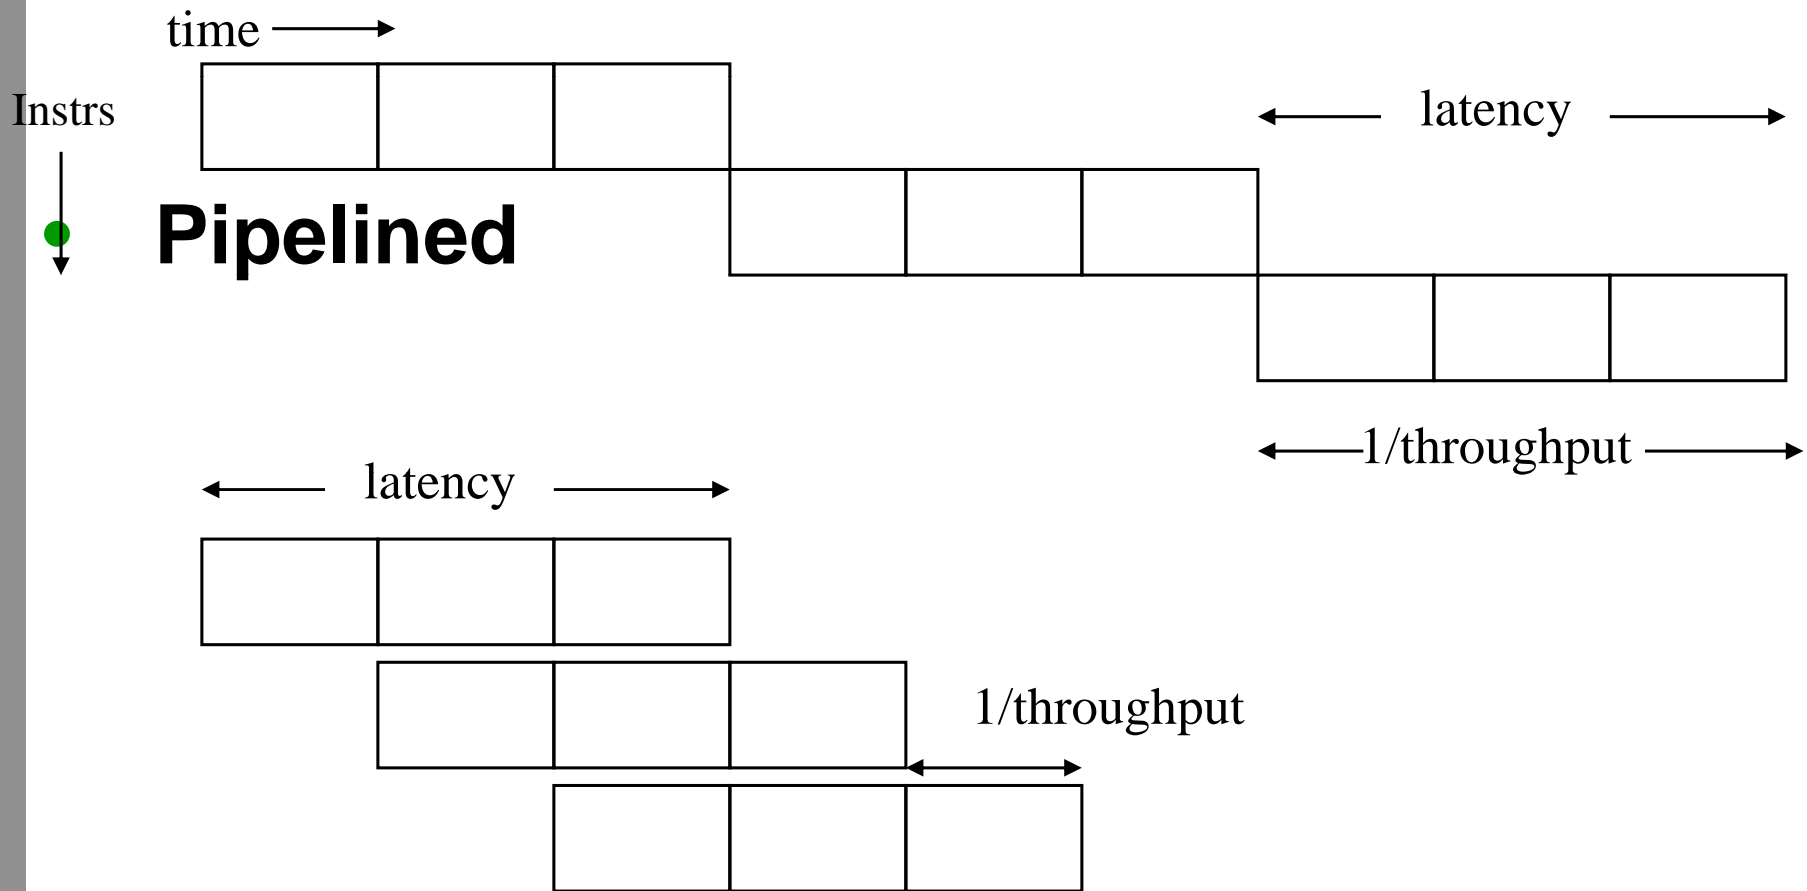 time
Instrs
latency
Pipelined
1/throughput
latency
1/throughput